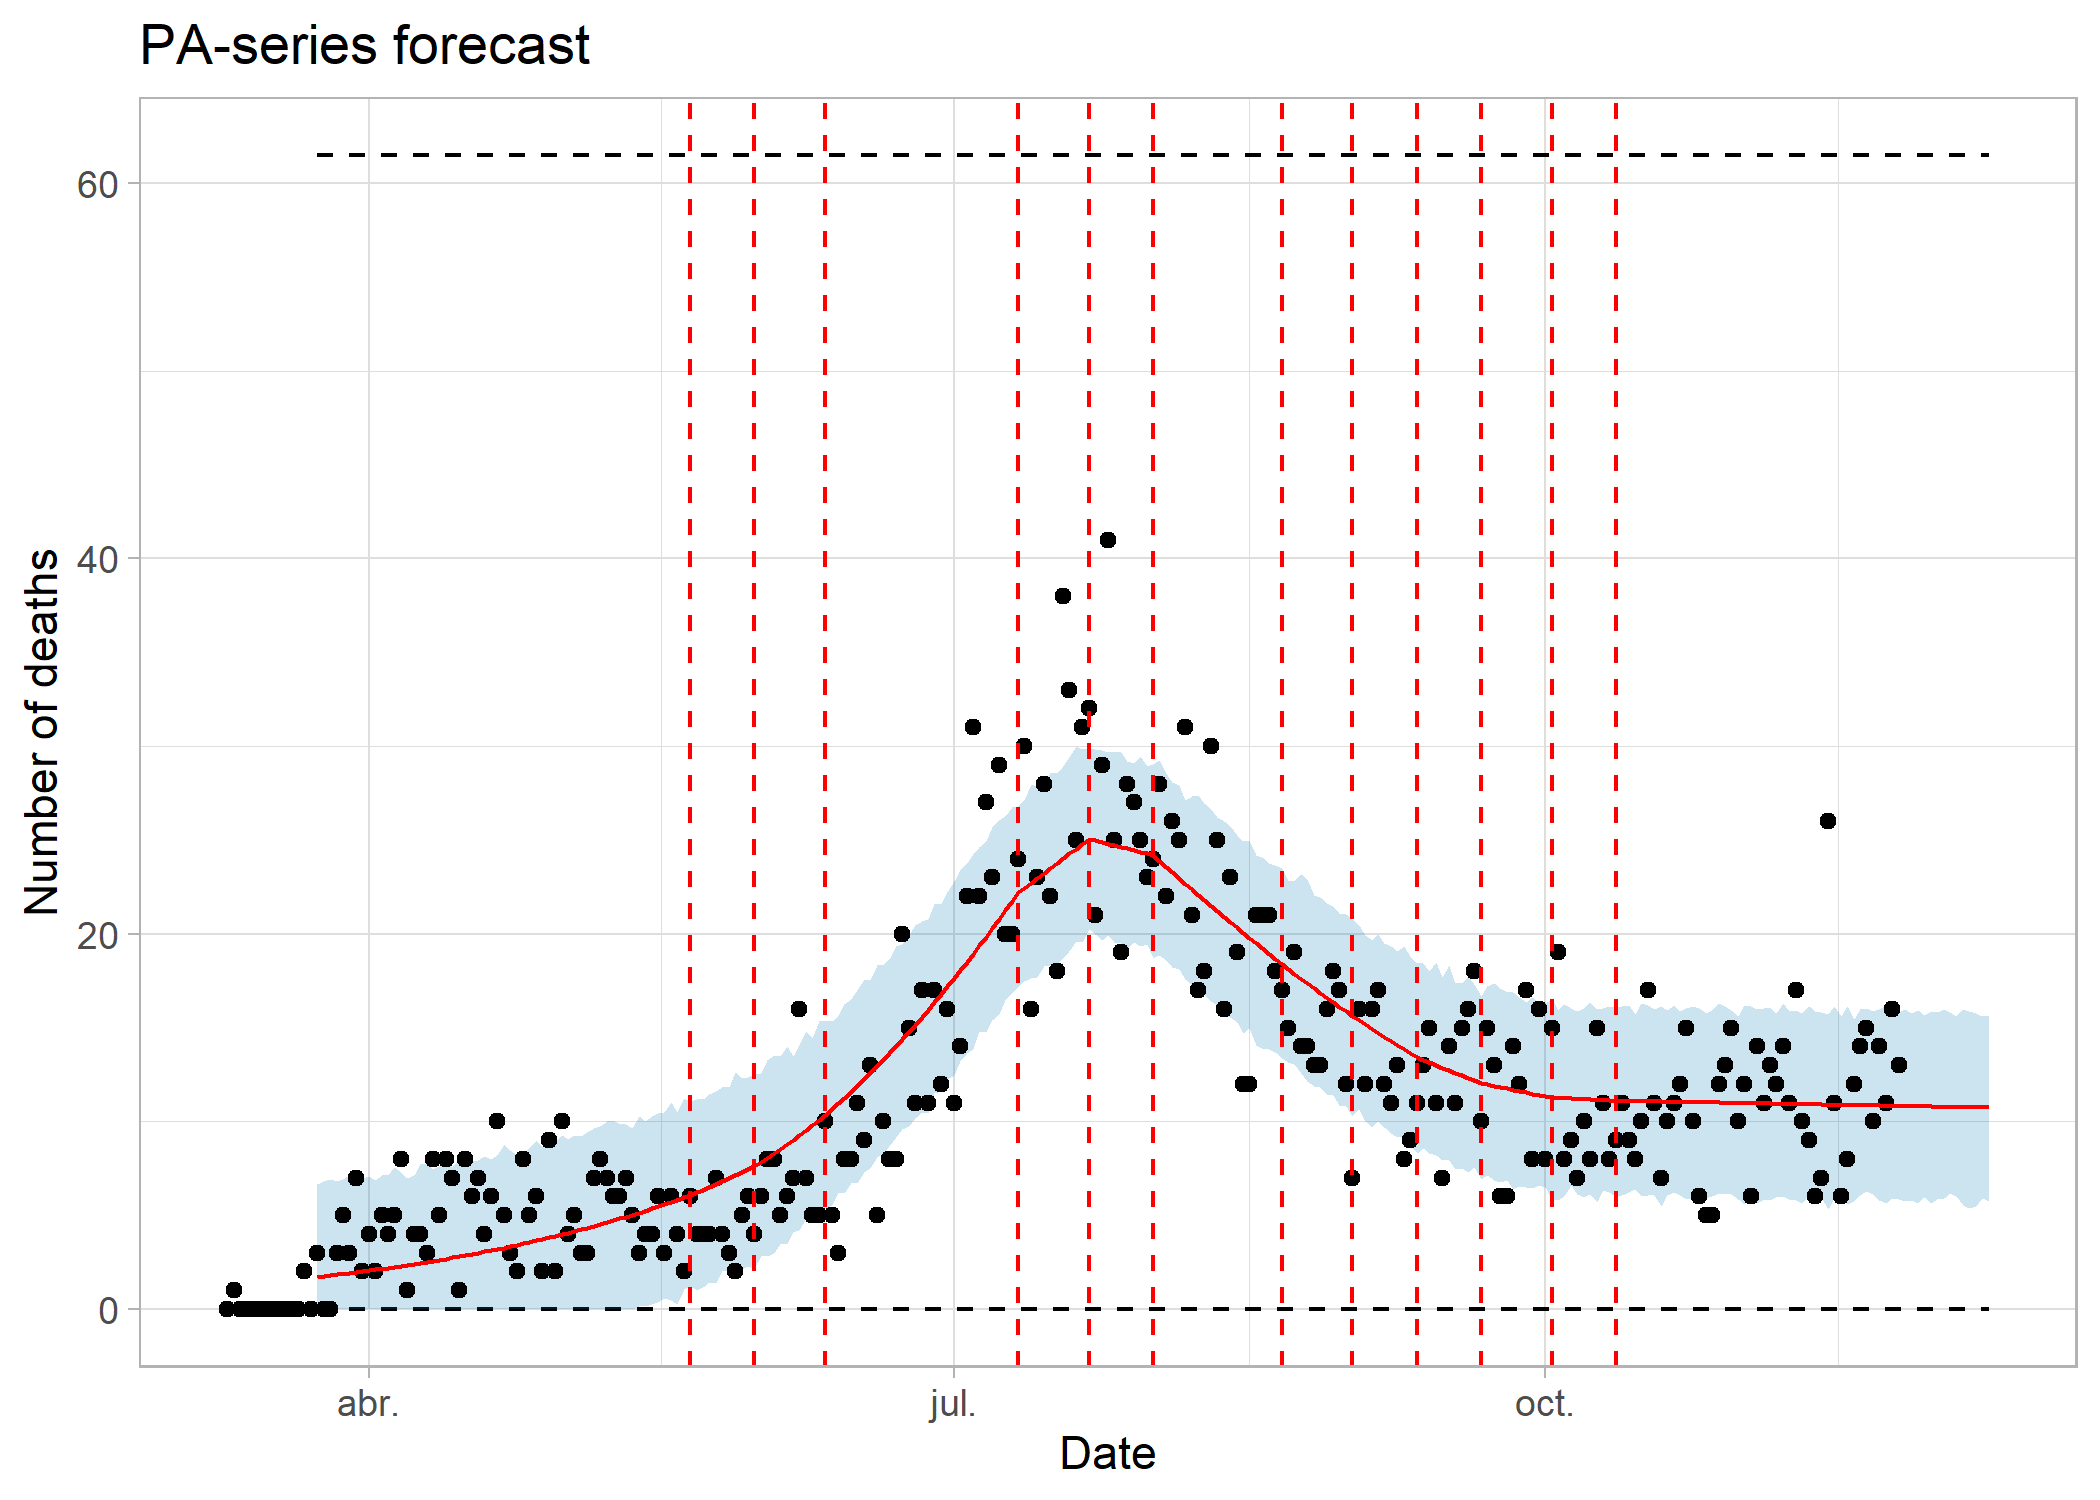 PA-series forecast
Number of deaths
60
40
20
0
abr.
jul.
oct.
Date